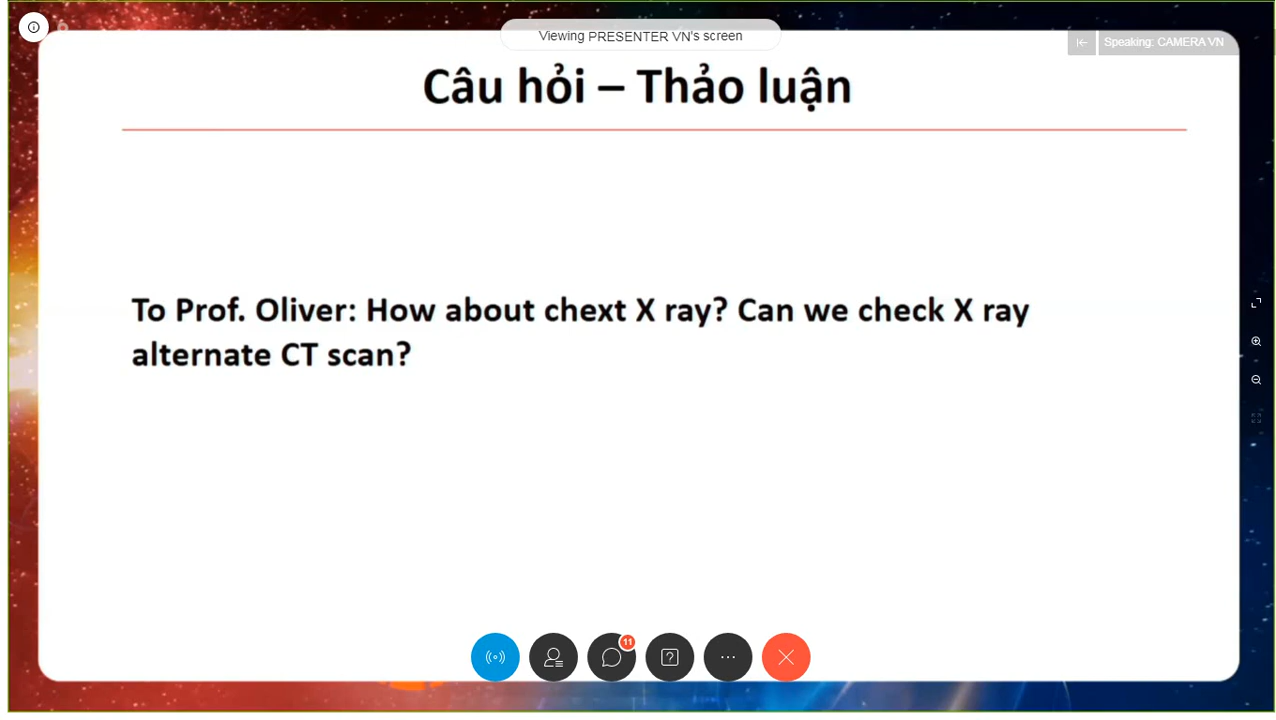 Viewing PRESENTER VN's screen
Speaking: CAMERA VN
Câu hỏi – Thảo luận
To Prof. Oliver: How about chext X ray? Can we check X ray
alternate CT scan?
11